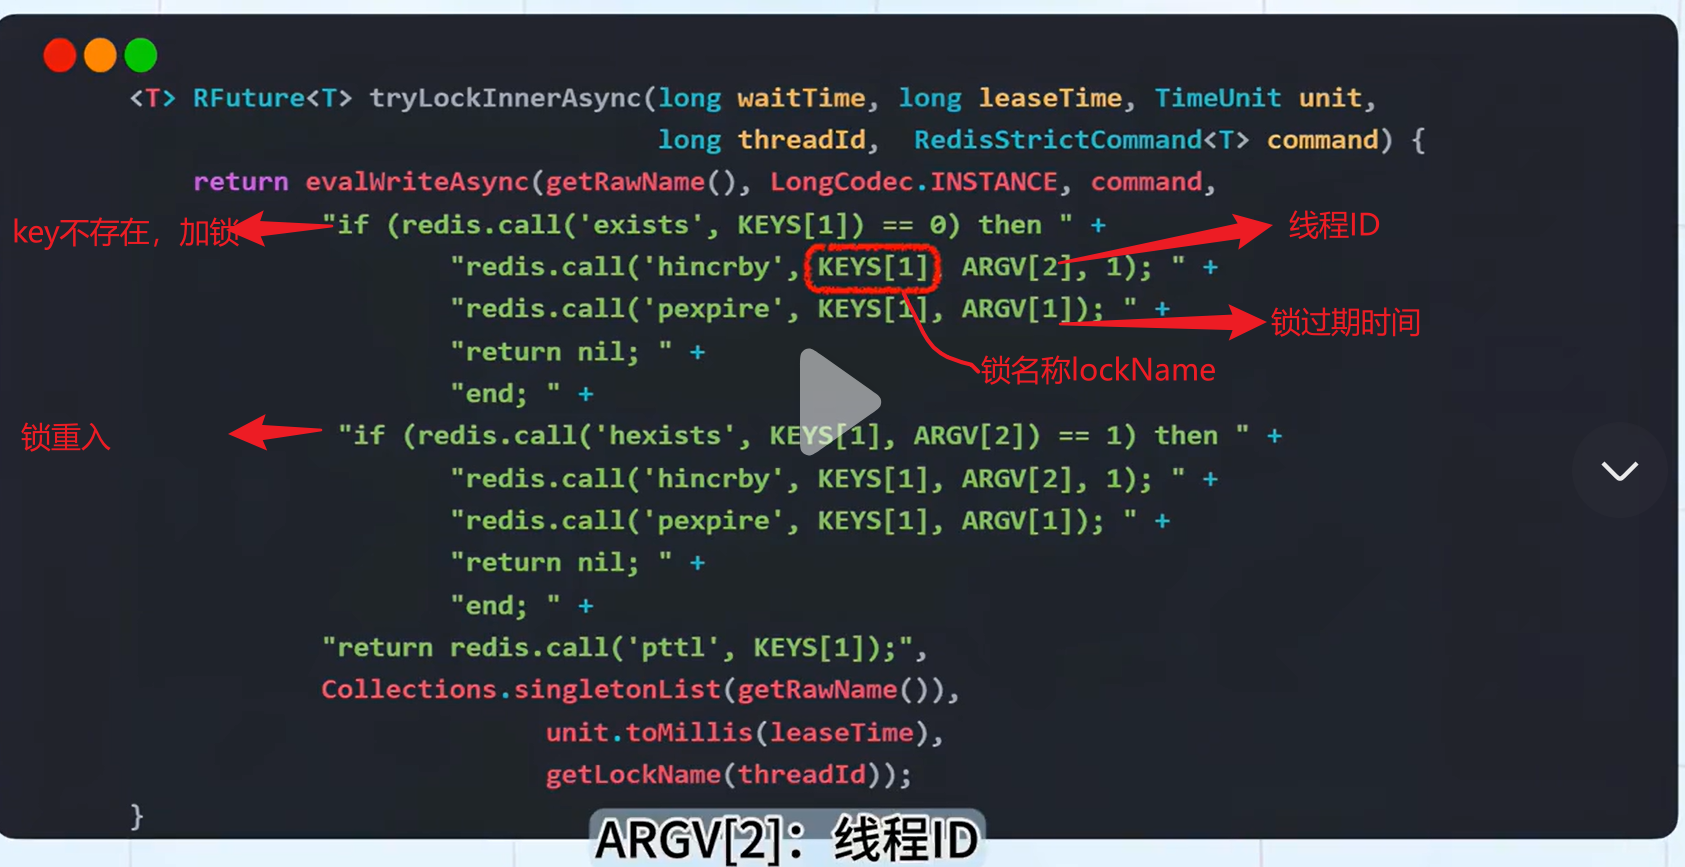 <T> RFuture<T> tryLockInnerAsync(long waitTime, long leaseTime, TimeUnit unit,
long threadId, RedisStrictCommand<T> command) {
return evalWriteAsync(getRawName(), LongCodec.INSTANCE, command,
key不存在，加锁 "if (redis.call('exists', KEYS[1]) == 0) then " + 线程ID
"redis.call('hincrby', KEYS[1], ARGV[2], 1); " +
"redis.call('pexpire', KEYS[1], ARGV[1]); " + 锁过期时间
"return nil; " +
锁名称lockName
"end; " +
锁重入 "if (redis.call('hexists', KEYS[1], ARGV[2]) == 1) then " +
"redis.call('hincrby', KEYS[1], ARGV[2], 1); " +
"redis.call('pexpire', KEYS[1], ARGV[1]); " +
"return nil; " +
"end; " +
"return redis.call('pttl', KEYS[1]);",
Collections.singletonList(getRawName()),
unit.toMillis(leaseTime),
getLockName(threadId));
}
ARGV[2]：线程ID